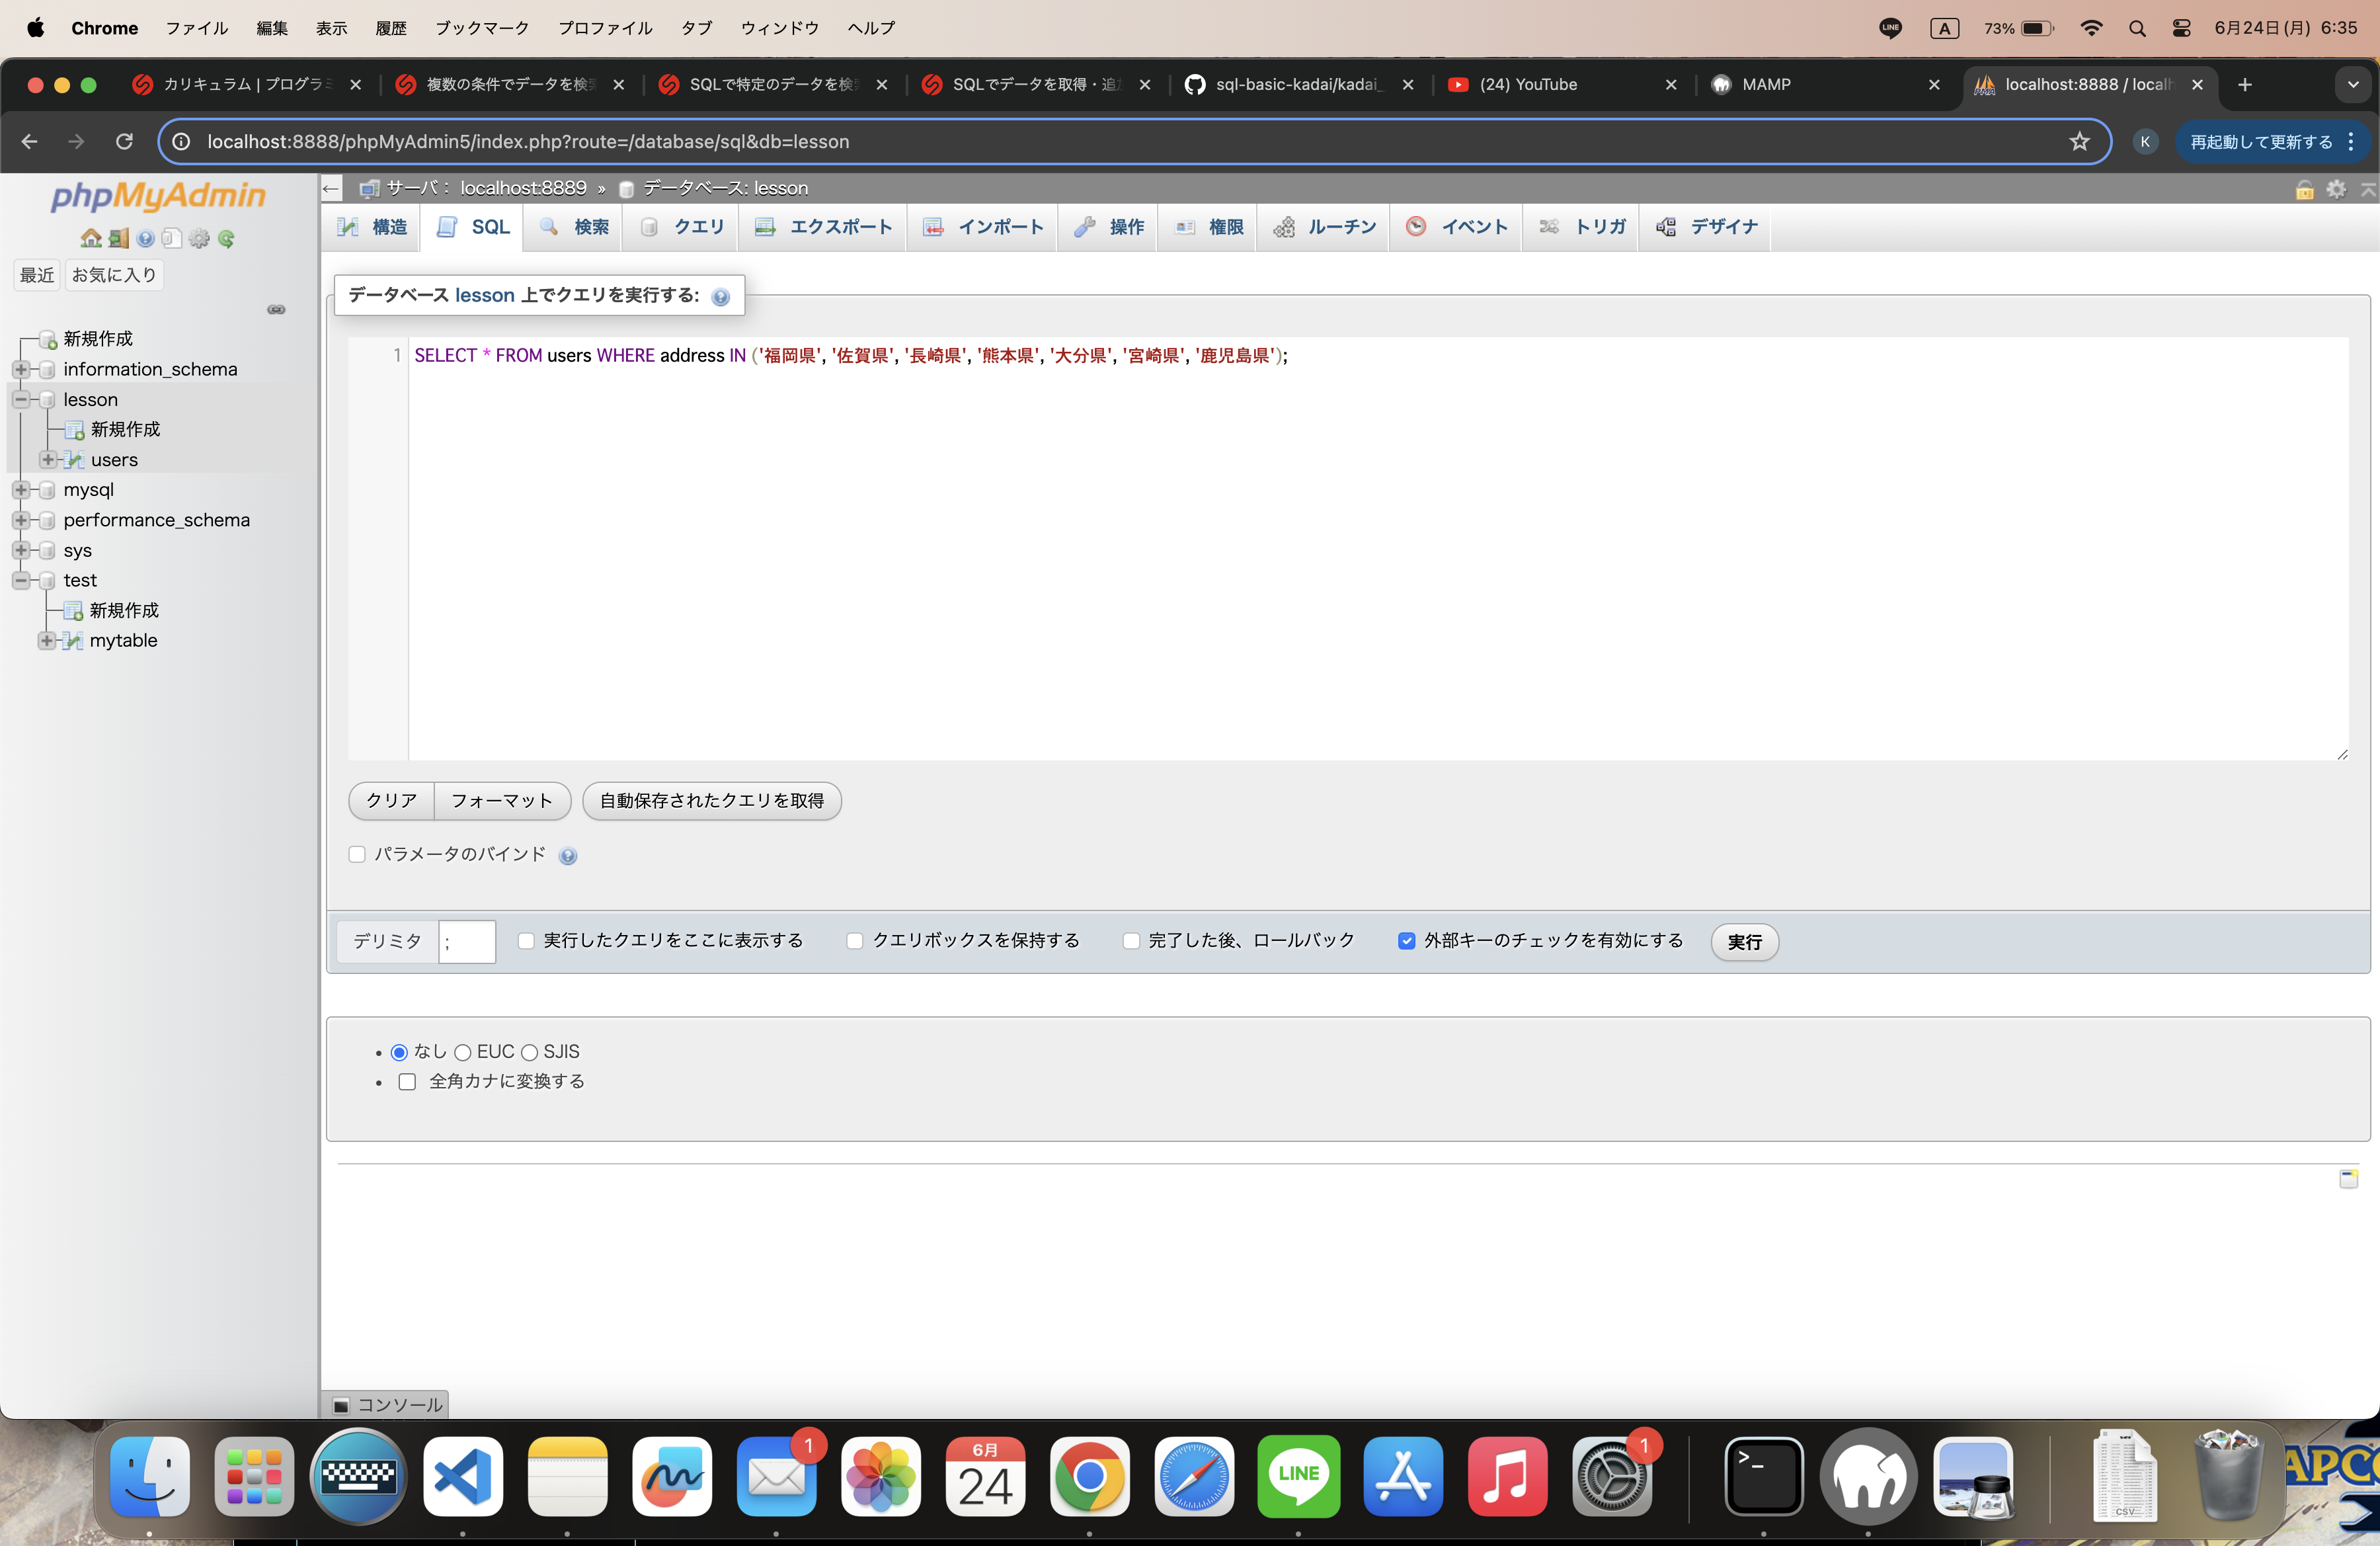 Chrome ファイル 編集 表示 履歴 ブックマーク プロファイル タブ ウィンドウ ヘルプ LINE A 73% 6月24日(月) 6:35
カリキュラム | プログラミ 複数の条件でデータを検索 SQLで特定のデータを検索 SQLでデータを取得・追加 sql-basic-kadai/kadai_ (24) YouTube MAMP localhost:8888 / localh
localhost:8888/phpMyAdmin5/index.php?route=/database/sql&db=lesson K 再起動して更新する
phpMyAdmin
最近 お気に入り
新規作成
information_schema
lesson
新規作成
users
mysql
performance_schema
sys
test
新規作成
mytable
サーバ: localhost:8889 » データベース: lesson
構造 SQL 検索 クエリ エクスポート インポート 操作 権限 ルーチン イベント トリガ デザイナ
データベース lesson 上でクエリを実行する:
1 SELECT * FROM users WHERE address IN ('福岡県', '佐賀県', '長崎県', '熊本県', '大分県', '宮崎県', '鹿児島県');
クリア フォーマット 自動保存されたクエリを取得
パラメータのバインド
デリミタ ; 実行したクエリをここに表示する クエリボックスを保持する 完了した後、ロールバック 外部キーのチェックを有効にする 実行
なし EUC SJIS
全角カナに変換する
コンソール
1 6月 24 LINE 1 >_ CSV